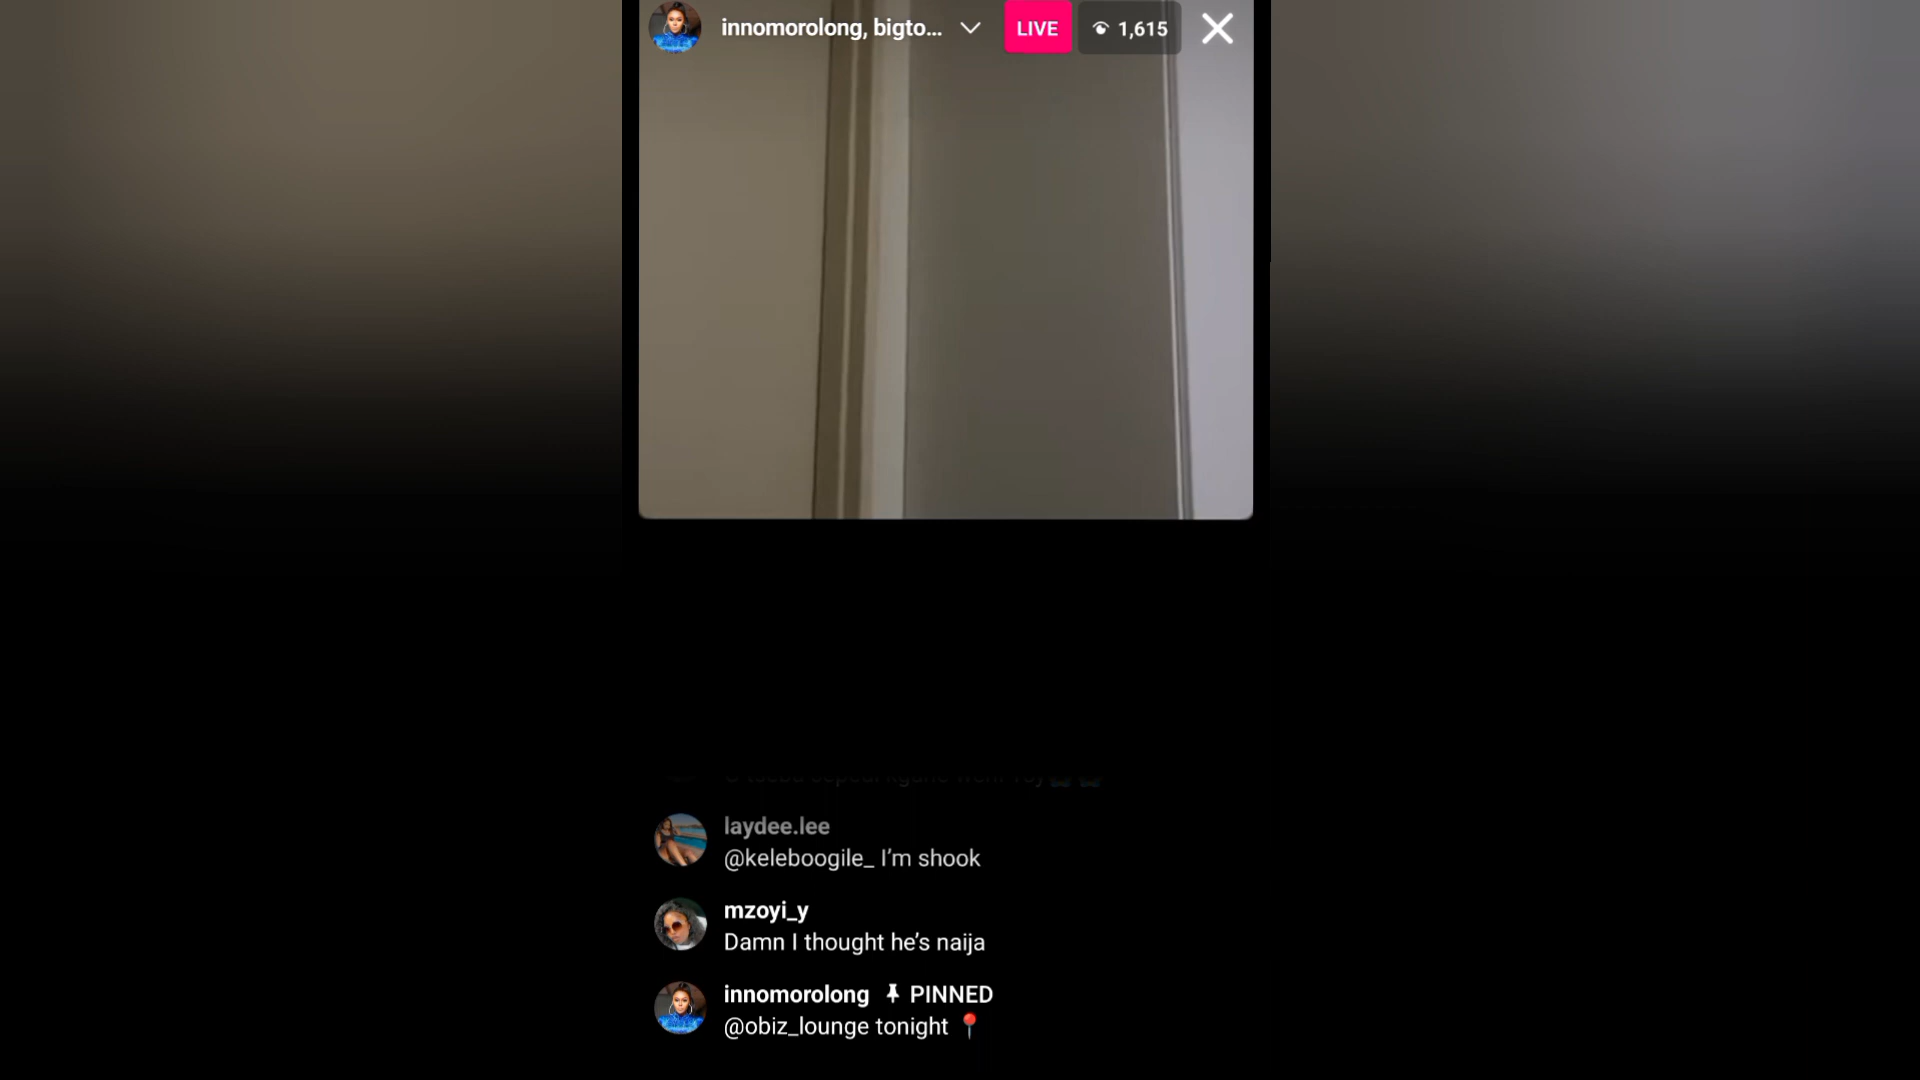 innomorolong, bigto...
LIVE
1,615
laydee.lee
@keleboogile_ I'm shook
mzoyi_y
Damn I thought he's naija
innomorolong PINNED
@obiz_lounge tonight 📍